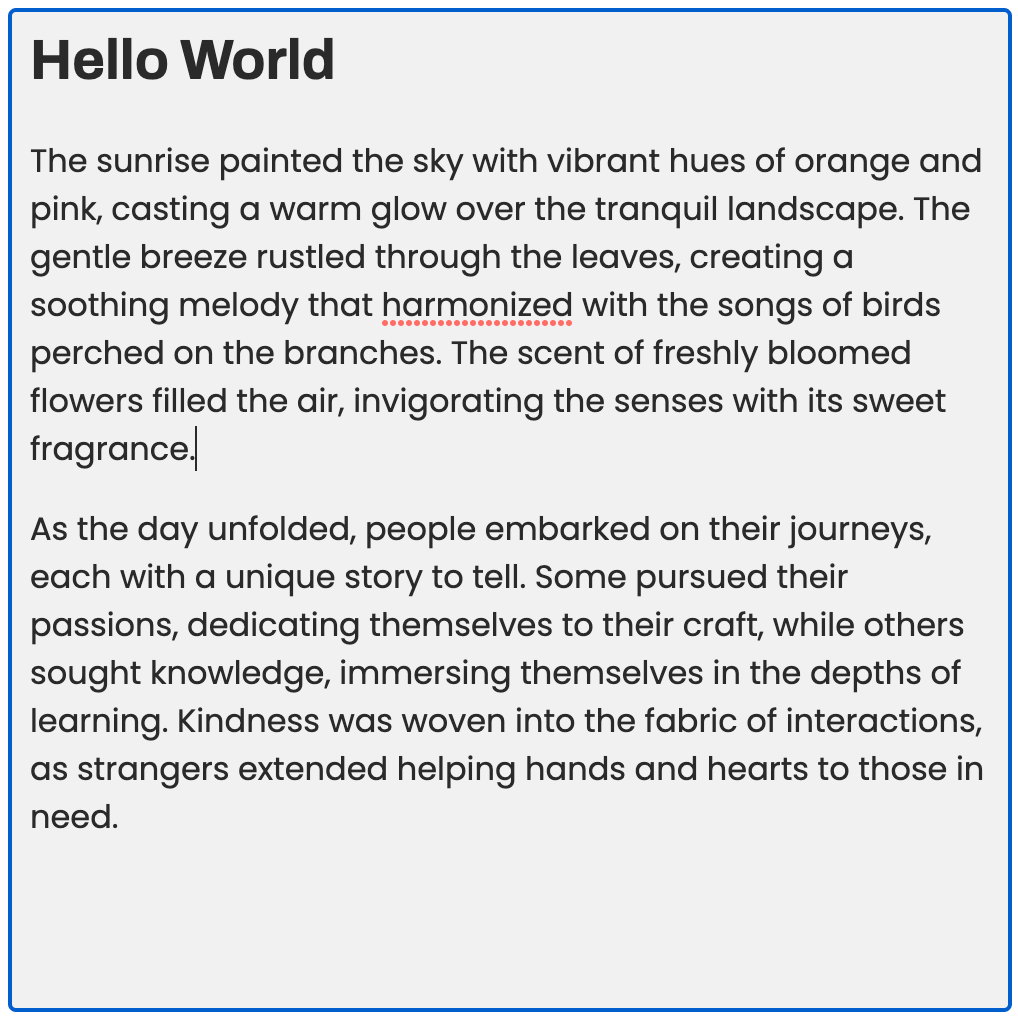 Hello World
The sunrise painted the sky with vibrant hues of orange and
pink, casting a warm glow over the tranquil landscape. The
gentle breeze rustled through the leaves, creating a
soothing melody that harmonized with the songs of birds
perched on the branches. The scent of freshly bloomed
flowers filled the air, invigorating the senses with its sweet
fragrance.
As the day unfolded, people embarked on their journeys,
each with a unique story to tell. Some pursued their
passions, dedicating themselves to their craft, while others
sought knowledge, immersing themselves in the depths of
learning. Kindness was woven into the fabric of interactions,
as strangers extended helping hands and hearts to those in
need.